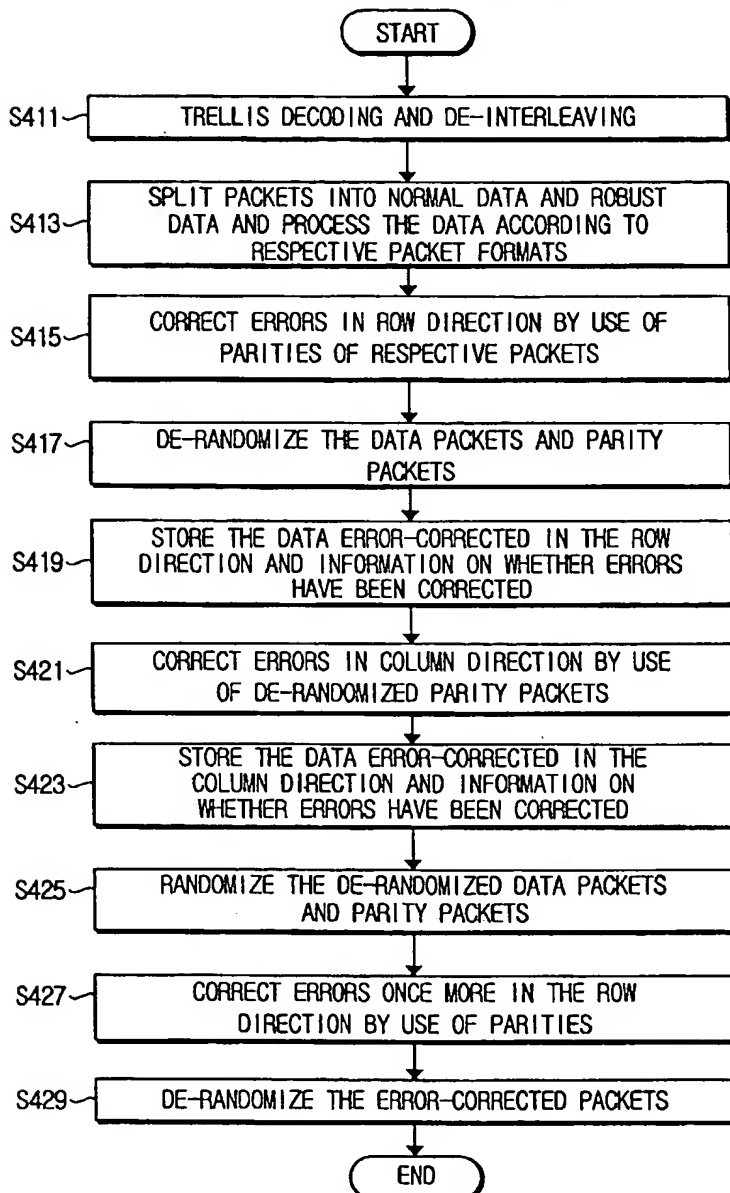 START
S411
TRELLIS DECODING AND DE-INTERLEAVING
S413
SPLIT PACKETS INTO NORMAL DATA AND ROBUST
DATA AND PROCESS THE DATA ACCORDING TO
RESPECTIVE PACKET FORMATS
S415
CORRECT ERRORS IN ROW DIRECTION BY USE OF
PARITIES OF RESPECTIVE PACKETS
S417
DE-RANDOMIZE THE DATA PACKETS AND PARITY
PACKETS
S419
STORE THE DATA ERROR-CORRECTED IN THE ROW
DIRECTION AND INFORMATION ON WHETHER ERRORS
HAVE BEEN CORRECTED
S421
CORRECT ERRORS IN COLUMN DIRECTION BY USE
OF DE-RANDOMIZED PARITY PACKETS
S423
STORE THE DATA ERROR-CORRECTED IN THE
COLUMN DIRECTION AND INFORMATION ON
WHETHER ERRORS HAVE BEEN CORRECTED
S425
RANDOMIZE THE DE-RANDOMIZED DATA PACKETS
AND PARITY PACKETS
S427
CORRECT ERRORS ONCE MORE IN THE ROW
DIRECTION BY USE OF PARITIES
S429
DE-RANDOMIZE THE ERROR-CORRECTED PACKETS
END